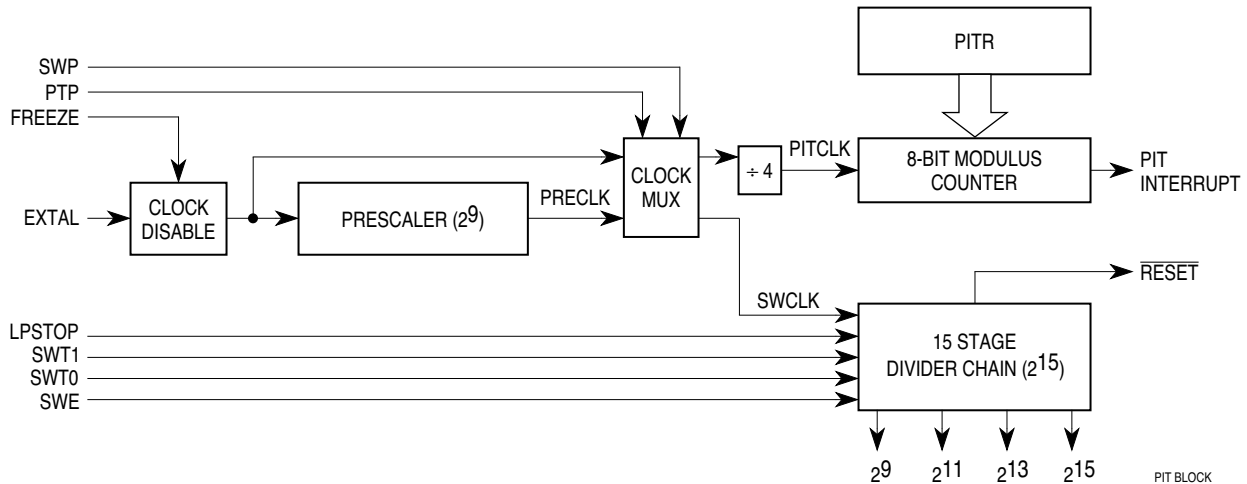 PITR
SWP
PTP
FREEZE
EXTAL
CLOCK
DISABLE
PRESCALER (2⁹)
PRECLK
CLOCK
MUX
÷ 4
PITCLK
8-BIT MODULUS
COUNTER
PIT
INTERRUPT
SWCLK
RESET
LPSTOP
SWT1
SWT0
SWE
15 STAGE
DIVIDER CHAIN (2¹⁵)
2⁹ 2¹¹ 2¹³ 2¹⁵
PIT BLOCK